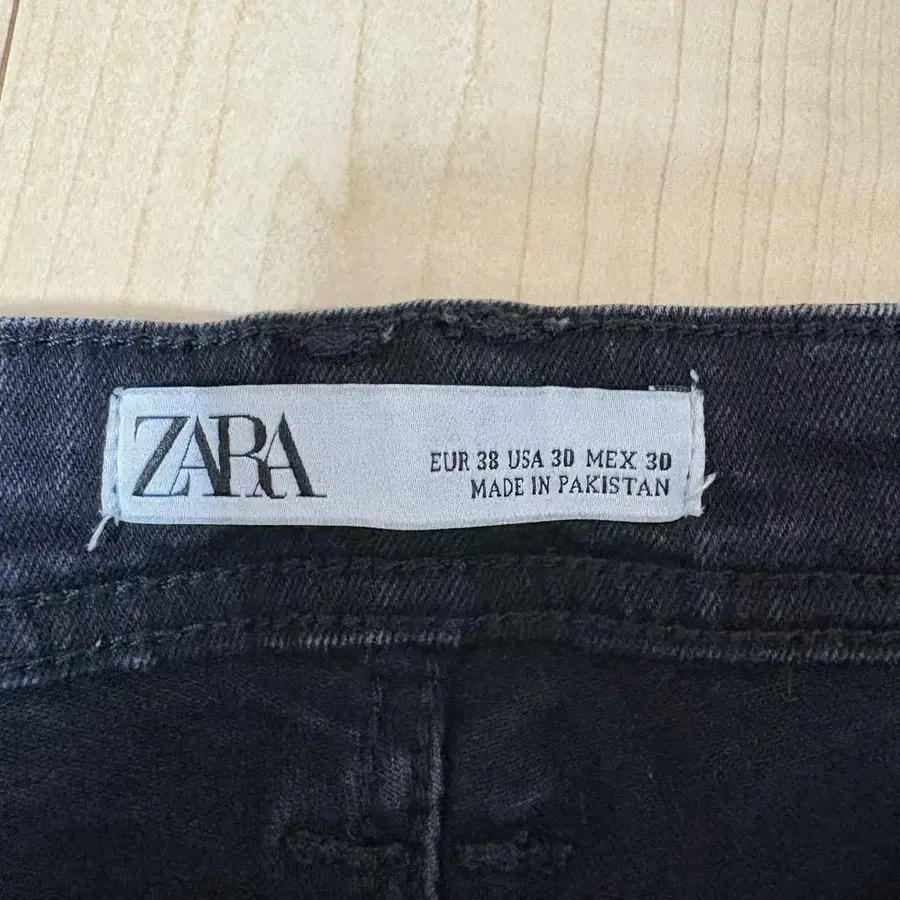 ZARA
EUR 38 USA 30 MEX 30
MADE IN PAKISTAN